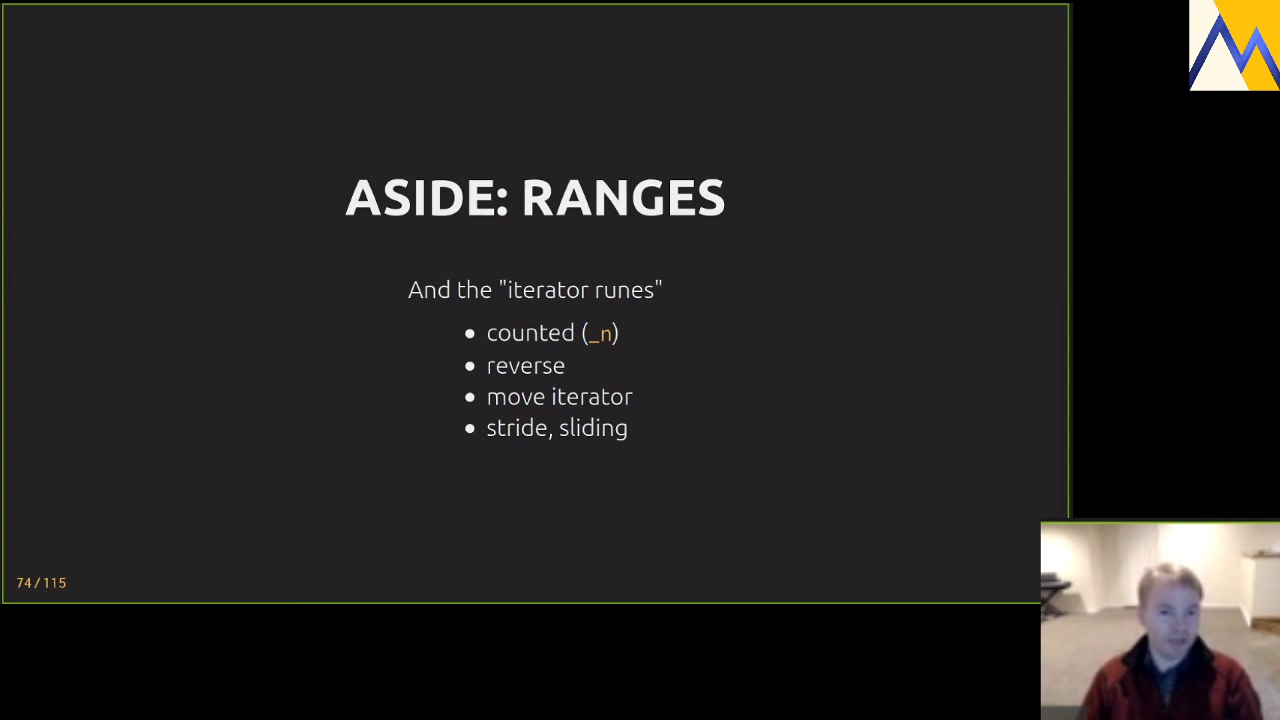 ASIDE: RANGES
And the "iterator runes"
• counted (_n)
• reverse
• move iterator
• stride, sliding
74 / 115